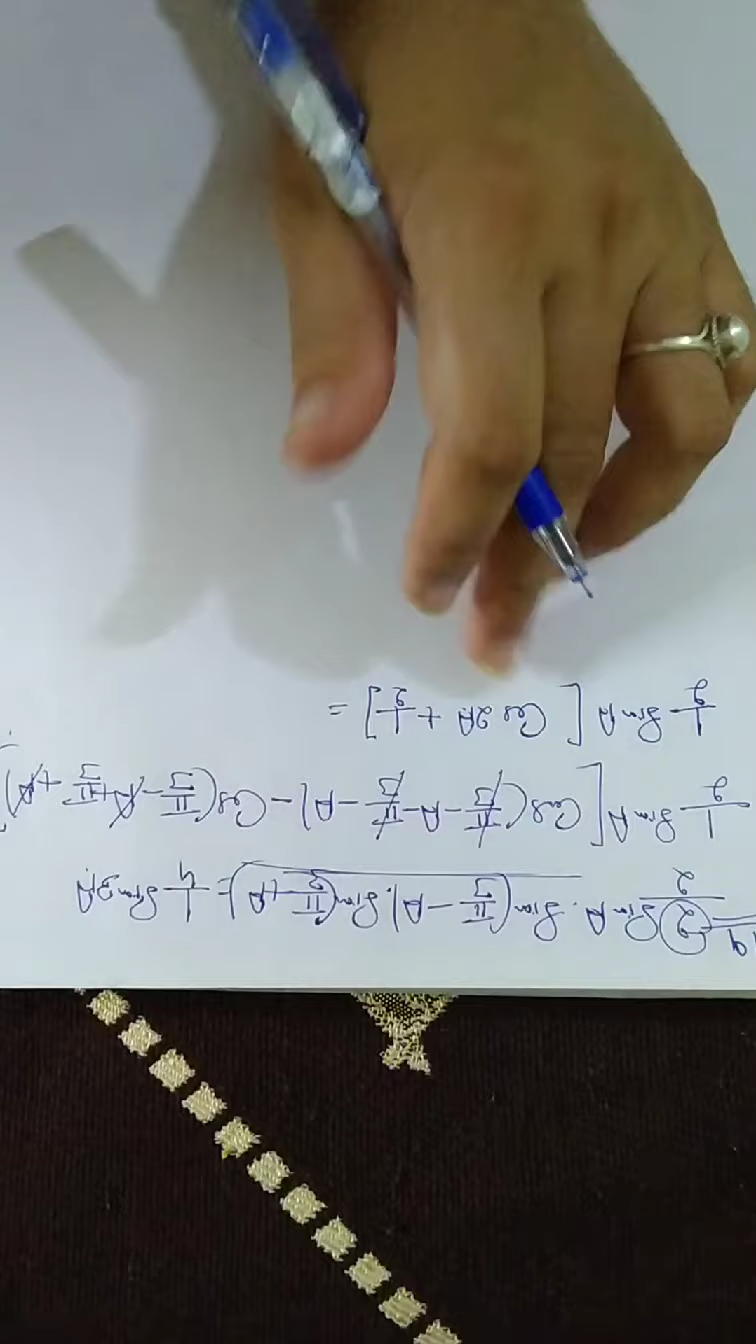 19 (2)/2 Sin A. Sin(π/3 - A). Sin(π/3 + A) = 1/4 Sin 3A
1/2 Sin A [Cos(π/3 - A - π/3 - A) - Cos(π/3 - A + π/3 + A)
1/2 Sin A [Cos 2A + 1/2] =